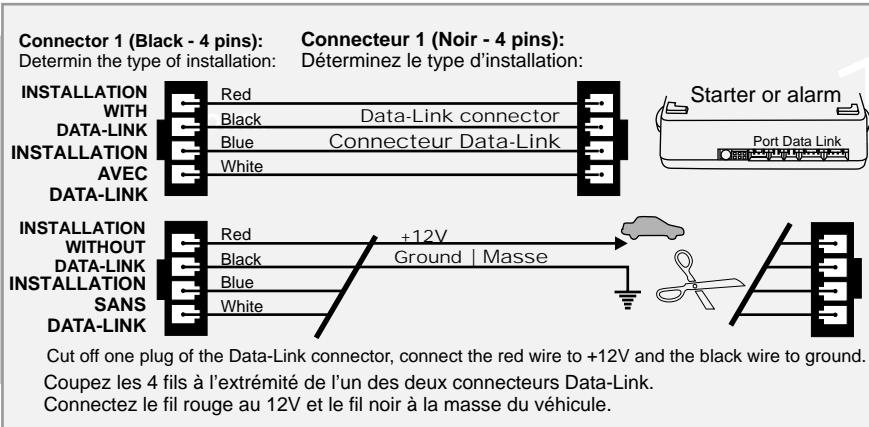 Connector 1 (Black - 4 pins):
Determin the type of installation:
Connecteur 1 (Noir - 4 pins):
Déterminez le type d'installation:
INSTALLATION
WITH
DATA-LINK
INSTALLATION
AVEC
DATA-LINK
Red
Black
Blue
White
Data-Link connector
Connecteur Data-Link
Starter or alarm
Port Data Link
INSTALLATION
WITHOUT
DATA-LINK
INSTALLATION
SANS
DATA-LINK
Red
Black
Blue
White
+12V
Ground | Masse
Cut off one plug of the Data-Link connector, connect the red wire to +12V and the black wire to ground.
Coupez les 4 fils à l'extrémité de l'un des deux connecteurs Data-Link.
Connectez le fil rouge au 12V et le fil noir à la masse du véhicule.